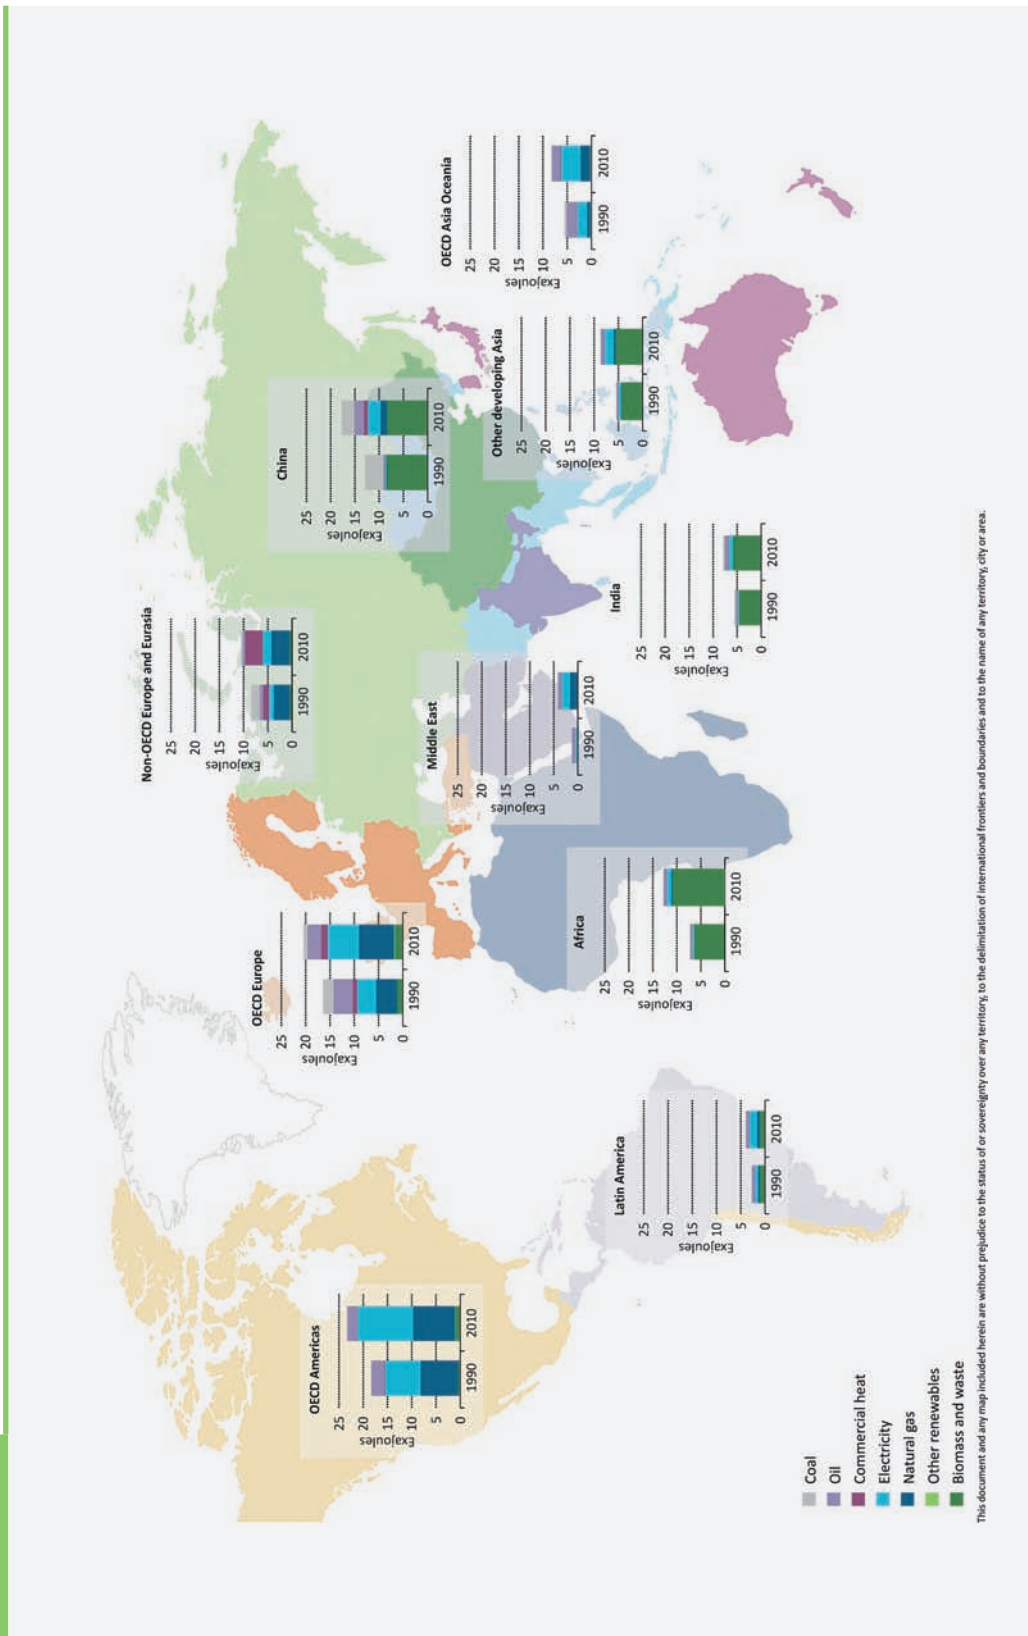 Non-OECD Europe and Eurasia
Exajoules
25
20
15
10
5
0
1990
2010
China
Exajoules
25
20
15
10
5
0
1990
2010
OECD Asia Oceania
Exajoules
25
20
15
10
5
0
1990
2010
OECD Europe
Exajoules
25
20
15
10
5
0
1990
2010
Middle East
Exajoules
25
20
15
10
5
0
1990
2010
Other developing Asia
Exajoules
25
20
15
10
5
0
1990
2010
OECD Americas
Exajoules
25
20
15
10
5
0
1990
2010
Africa
Exajoules
25
20
15
10
5
0
1990
2010
India
Exajoules
25
20
15
10
5
0
1990
2010
Latin America
Exajoules
25
20
15
10
5
0
1990
2010
Coal
Oil
Commercial heat
Electricity
Natural gas
Other renewables
Biomass and waste
This document and any map included herein are without prejudice to the status of or sovereignty over any territory, to the delimitation of international frontiers and boundaries and to the name of any territory, city or area.